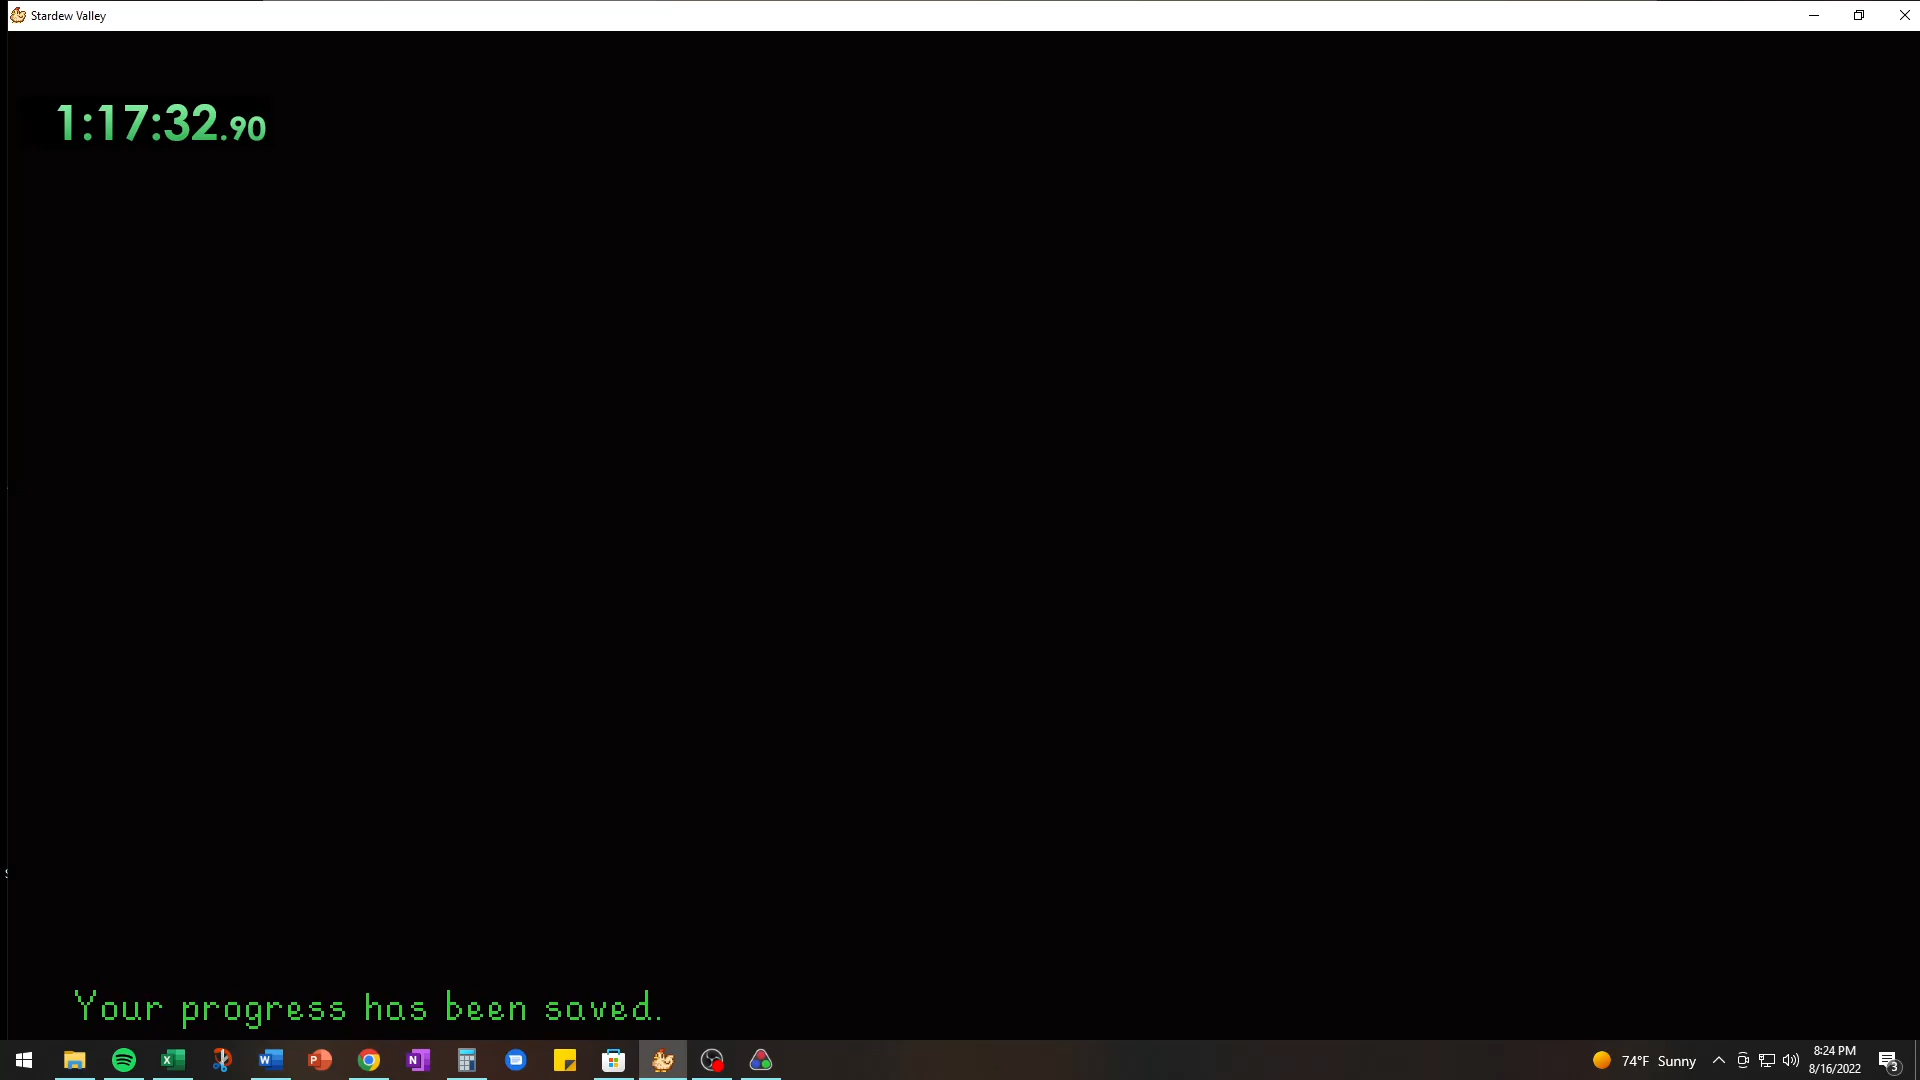 Stardew Valley
1:17:32.90
Your progress has been saved.
74°F Sunny
8:24 PM
8/16/2022
3